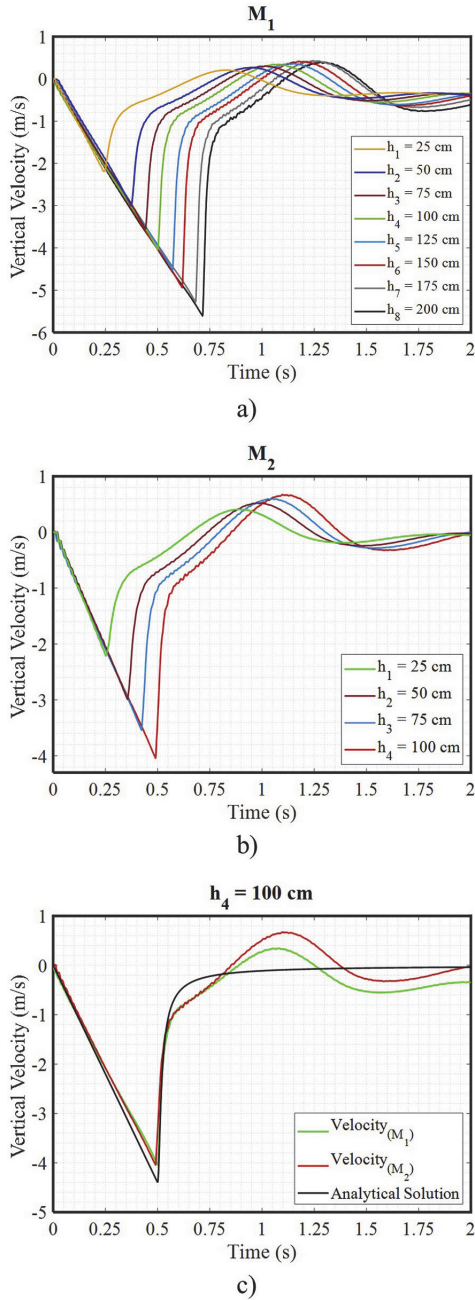 M1
Vertical Velocity (m/s)
1
0
-1
-2
-3
-4
-5
-6
h1 = 25 cm
h2 = 50 cm
h3 = 75 cm
h4 = 100 cm
h5 = 125 cm
h6 = 150 cm
h7 = 175 cm
h8 = 200 cm
0 0.25 0.5 0.75 1 1.25 1.5 1.75 2
Time (s)
a)
M2
Vertical Velocity (m/s)
1
0
-1
-2
-3
-4
h1 = 25 cm
h2 = 50 cm
h3 = 75 cm
h4 = 100 cm
0 0.25 0.5 0.75 1 1.25 1.5 1.75 2
Time (s)
b)
h4 = 100 cm
Vertical Velocity (m/s)
1
0
-1
-2
-3
-4
-5
Velocity(M1)
Velocity(M2)
Analytical Solution
0 0.25 0.5 0.75 1 1.25 1.5 1.75 2
Time (s)
c)